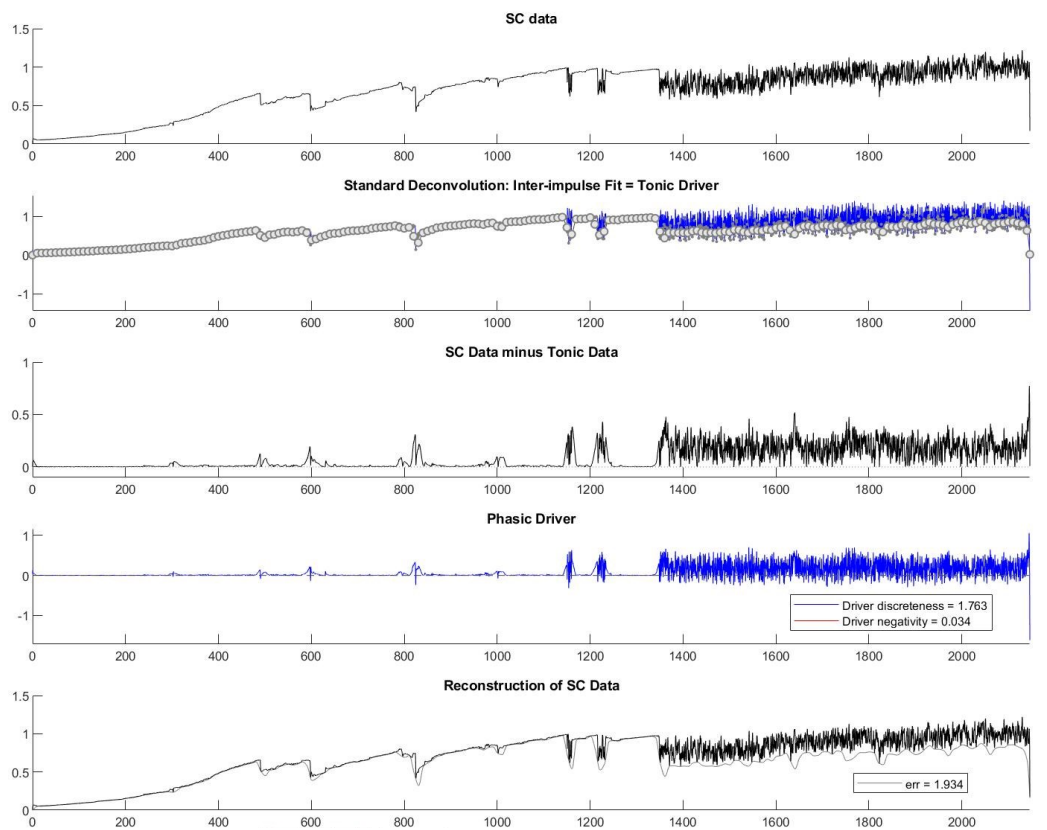 SC data
1.5
1
0.5
0
0 200 400 600 800 1000 1200 1400 1600 1800 2000
Standard Deconvolution: Inter-impulse Fit = Tonic Driver
1
0
-1
0 200 400 600 800 1000 1200 1400 1600 1800 2000
SC Data minus Tonic Data
1
0.5
0
0 200 400 600 800 1000 1200 1400 1600 1800 2000
Phasic Driver
1
0
-1
Driver discreteness = 1.763
Driver negativity = 0.034
0 200 400 600 800 1000 1200 1400 1600 1800 2000
Reconstruction of SC Data
1.5
1
0.5
0
err = 1.934
0 200 400 600 800 1000 1200 1400 1600 1800 2000